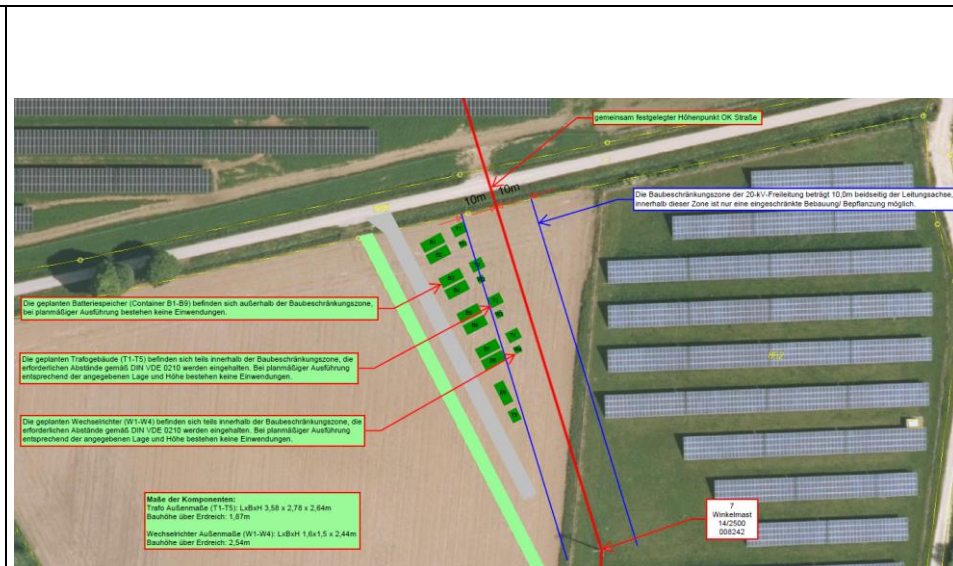 gemeinsam festgelegter Höhenpunkt OK Straße
10m
10m
Die Baubeschränkungzone der 20-kV-Freileitung beträgt 10,0m beidseitig der Leitungsachse,
innerhalb dieser Zone ist nur eine eingeschränkte Bebauung/ Bepflanzung möglich.
Die geplanten Batteriespeicher (Container B1-B9) befinden sich außerhalb der Baubeschränkungzone,
bei planmäßiger Ausführung bestehen keine Einwendungen.
Die geplanten Trafogebäude (T1-T5) befinden sich teils innerhalb der Baubeschränkungzone, die
erforderlichen Abstände gemäß DIN VDE 0210 werden eingehalten. Bei planmäßiger Ausführung
entsprechend der angegebenen Lage und Höhe bestehen keine Einwendungen.
Die geplanten Wechselrichter (W1-W4) befinden sich teils innerhalb der Baubeschränkungzone, die
erforderlichen Abstände gemäß DIN VDE 0210 werden eingehalten. Bei planmäßiger Ausführung
entsprechend der angegebenen Lage und Höhe bestehen keine Einwendungen.
Maße der Komponenten:
Trafo Außenmaße (T1-T5): LxBxH 3,58 x 2,78 x 2,64m
Bauhöhe über Erdreich: 1,87m
Wechselrichter Außenmaße (W1-W4): LxBxH 1,6x1,5 x 2,44m
Bauhöhe über Erdreich: 2,54m
7
Winkelmast
14/2500
008242